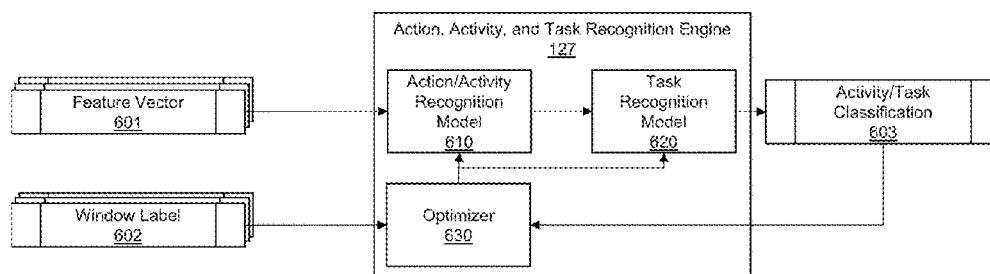 Action, Activity, and Task Recognition Engine
127
Feature Vector
601
Action/Activity
Recognition
Model
610
Task
Recognition
Model
620
Activity/Task
Classification
603
Window Label
602
Optimizer
630